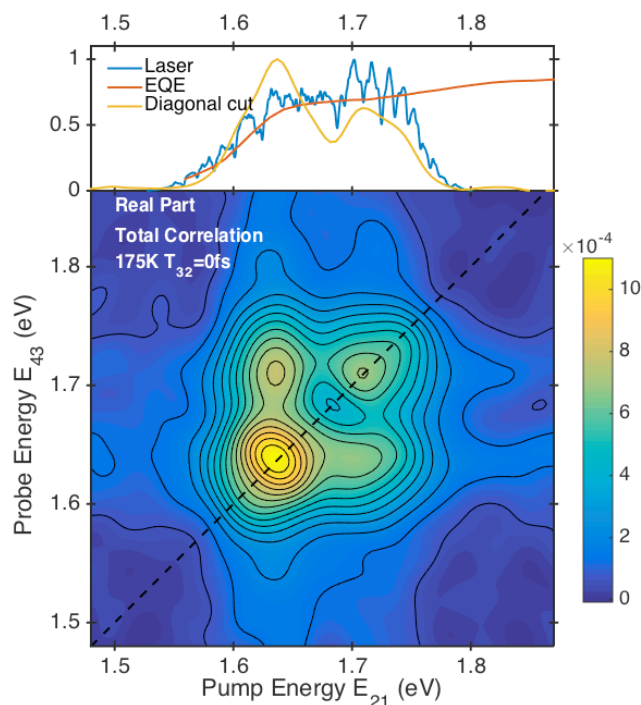 1.5 1.6 1.7 1.8
1
0.5
0
Laser
EQE
Diagonal cut
Real Part
Total Correlation
175K T32=0fs
Probe Energy E43 (eV)
1.8
1.7
1.6
1.5
×10-4
10
8
6
4
2
0
1.5 1.6 1.7 1.8
Pump Energy E21 (eV)